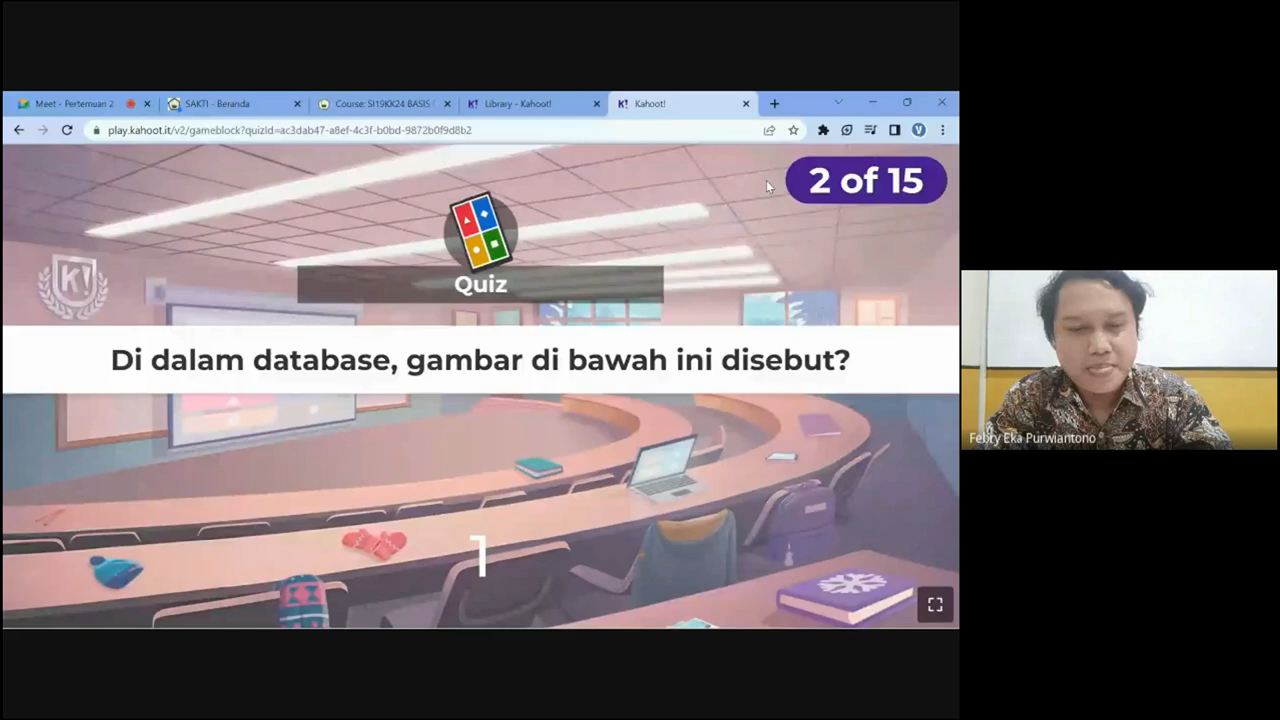 Meet - Pertemuan 2
SAKTI - Beranda
Course: SI19KK24 BASIS
Library - Kahoot!
Kahoot!
play.kahoot.it/v2/gameblock?quizId=ac3dab47-a8ef-4c3f-b0bd-9872b0f9d8b2
V
2 of 15
K!
Quiz
Di dalam database, gambar di bawah ini disebut?
1
Febry Eka Purwiantono